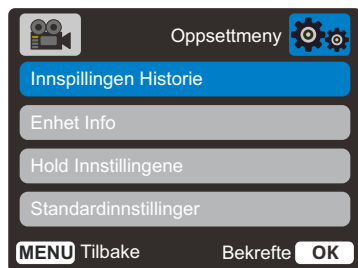 Oppsettmeny
Innspillingen Historie
Enhet Info
Hold Innstillingene
Standardinnstillinger
MENU Tilbake Bekrefte OK